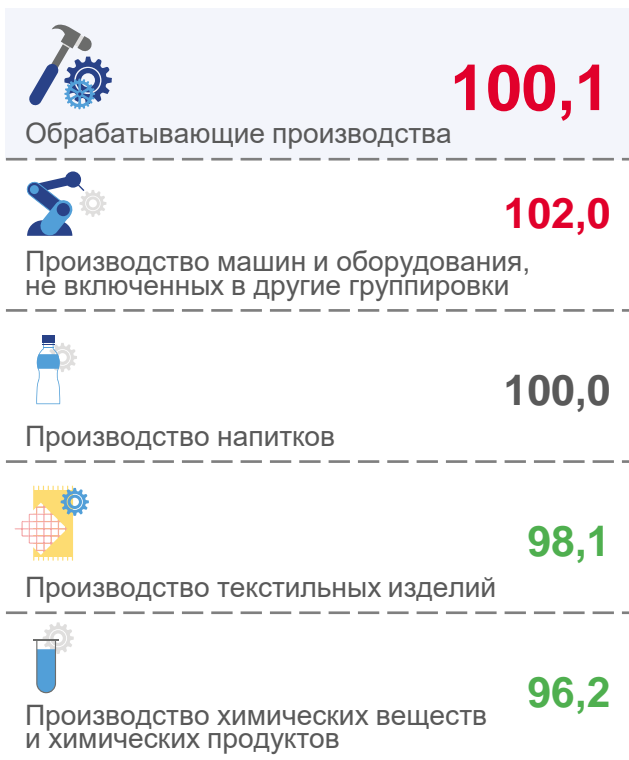 100,1
Обрабатывающие производства
102,0
Производство машин и оборудования,
не включенных в другие группировки
100,0
Производство напитков
98,1
Производство текстильных изделий
96,2
Производство химических веществ
и химических продуктов